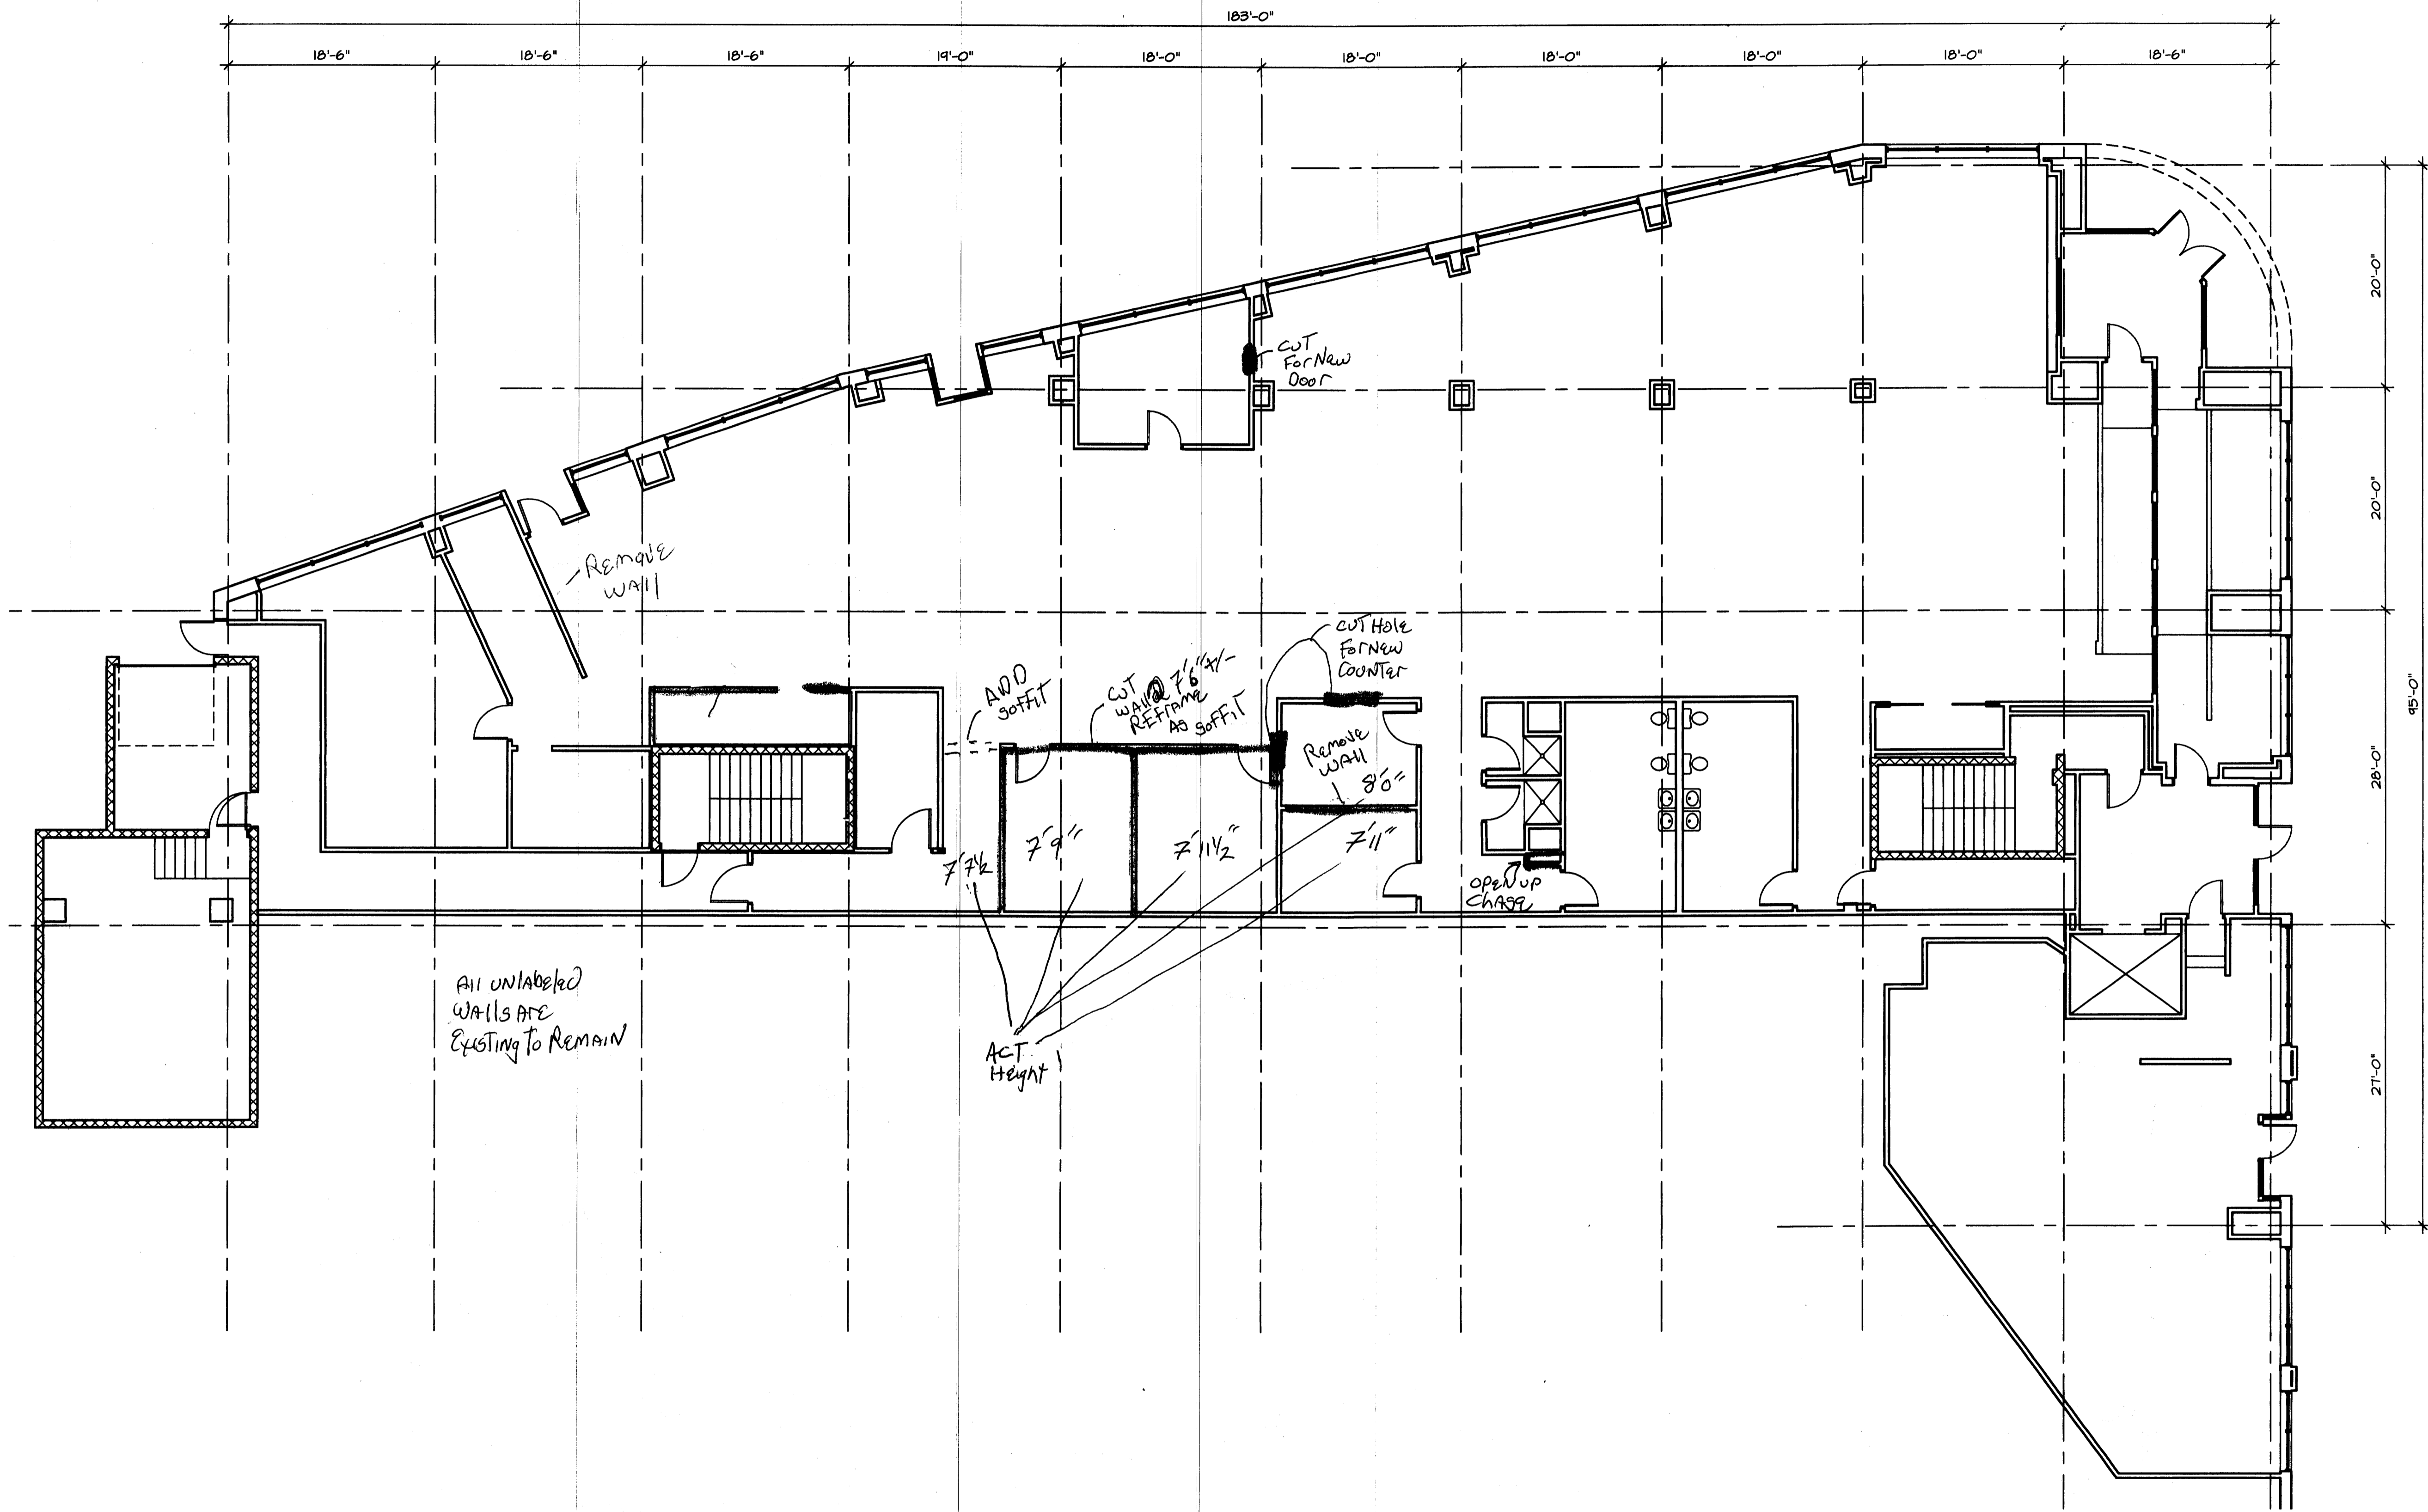 183'-0"
18'-6"
18'-6"
18'-6"
19'-0"
18'-0"
18'-0"
18'-0"
18'-0"
18'-0"
18'-6"
20'-0"
20'-0"
28'-0"
27'-0"
95'-0"
CUT
For New
Door
REMOVE
WALL
CUT Hole
For New
COUNTER
ADD
SOFFIT
CUT
WALL @ 7'6" +/-
REFRAME
AS SOFFIT
Remove
WALL
8'0"
7'7½
7'9"
7'11½"
7'11"
OPEN UP
Chase
All UNlabeleD
WAlls Are
Existing To REMAIN
ACT
Height